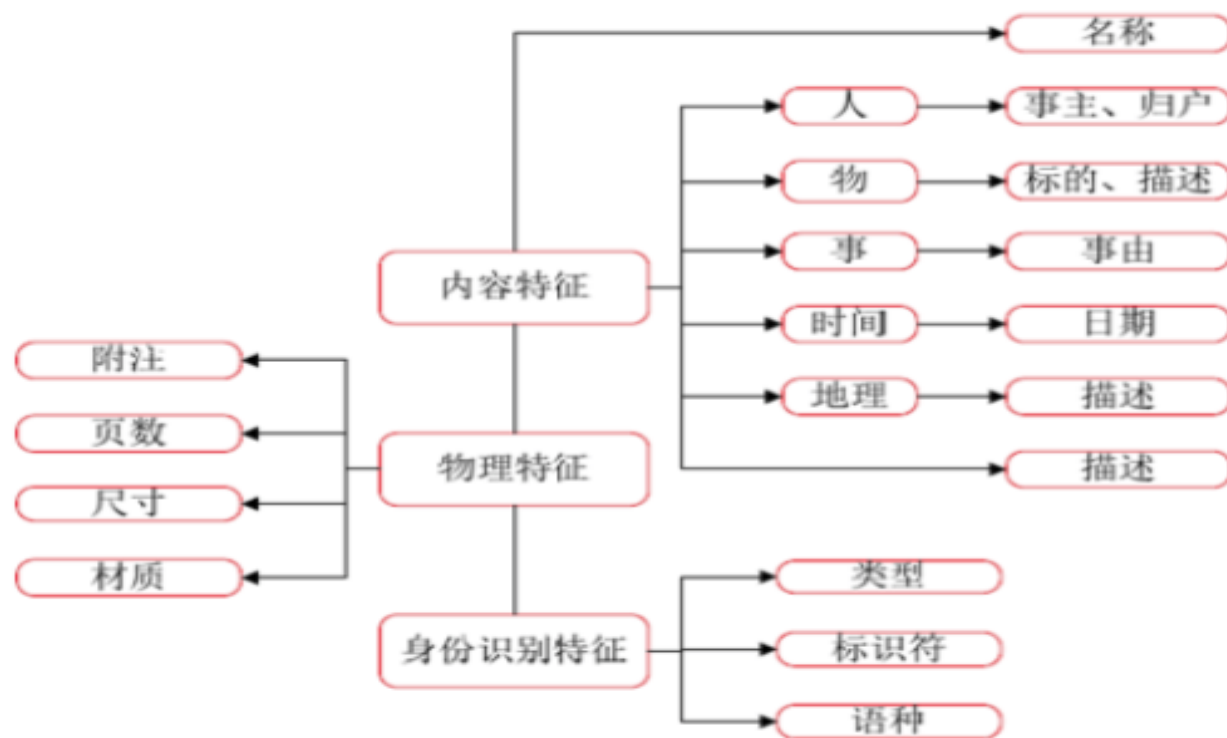 名称
人
事主、归户
物
标的、描述
事
事由
内容特征
时间
日期
附注
地理
描述
页数
物理特征
描述
尺寸
材质
类型
身份识别特征
标识符
语种